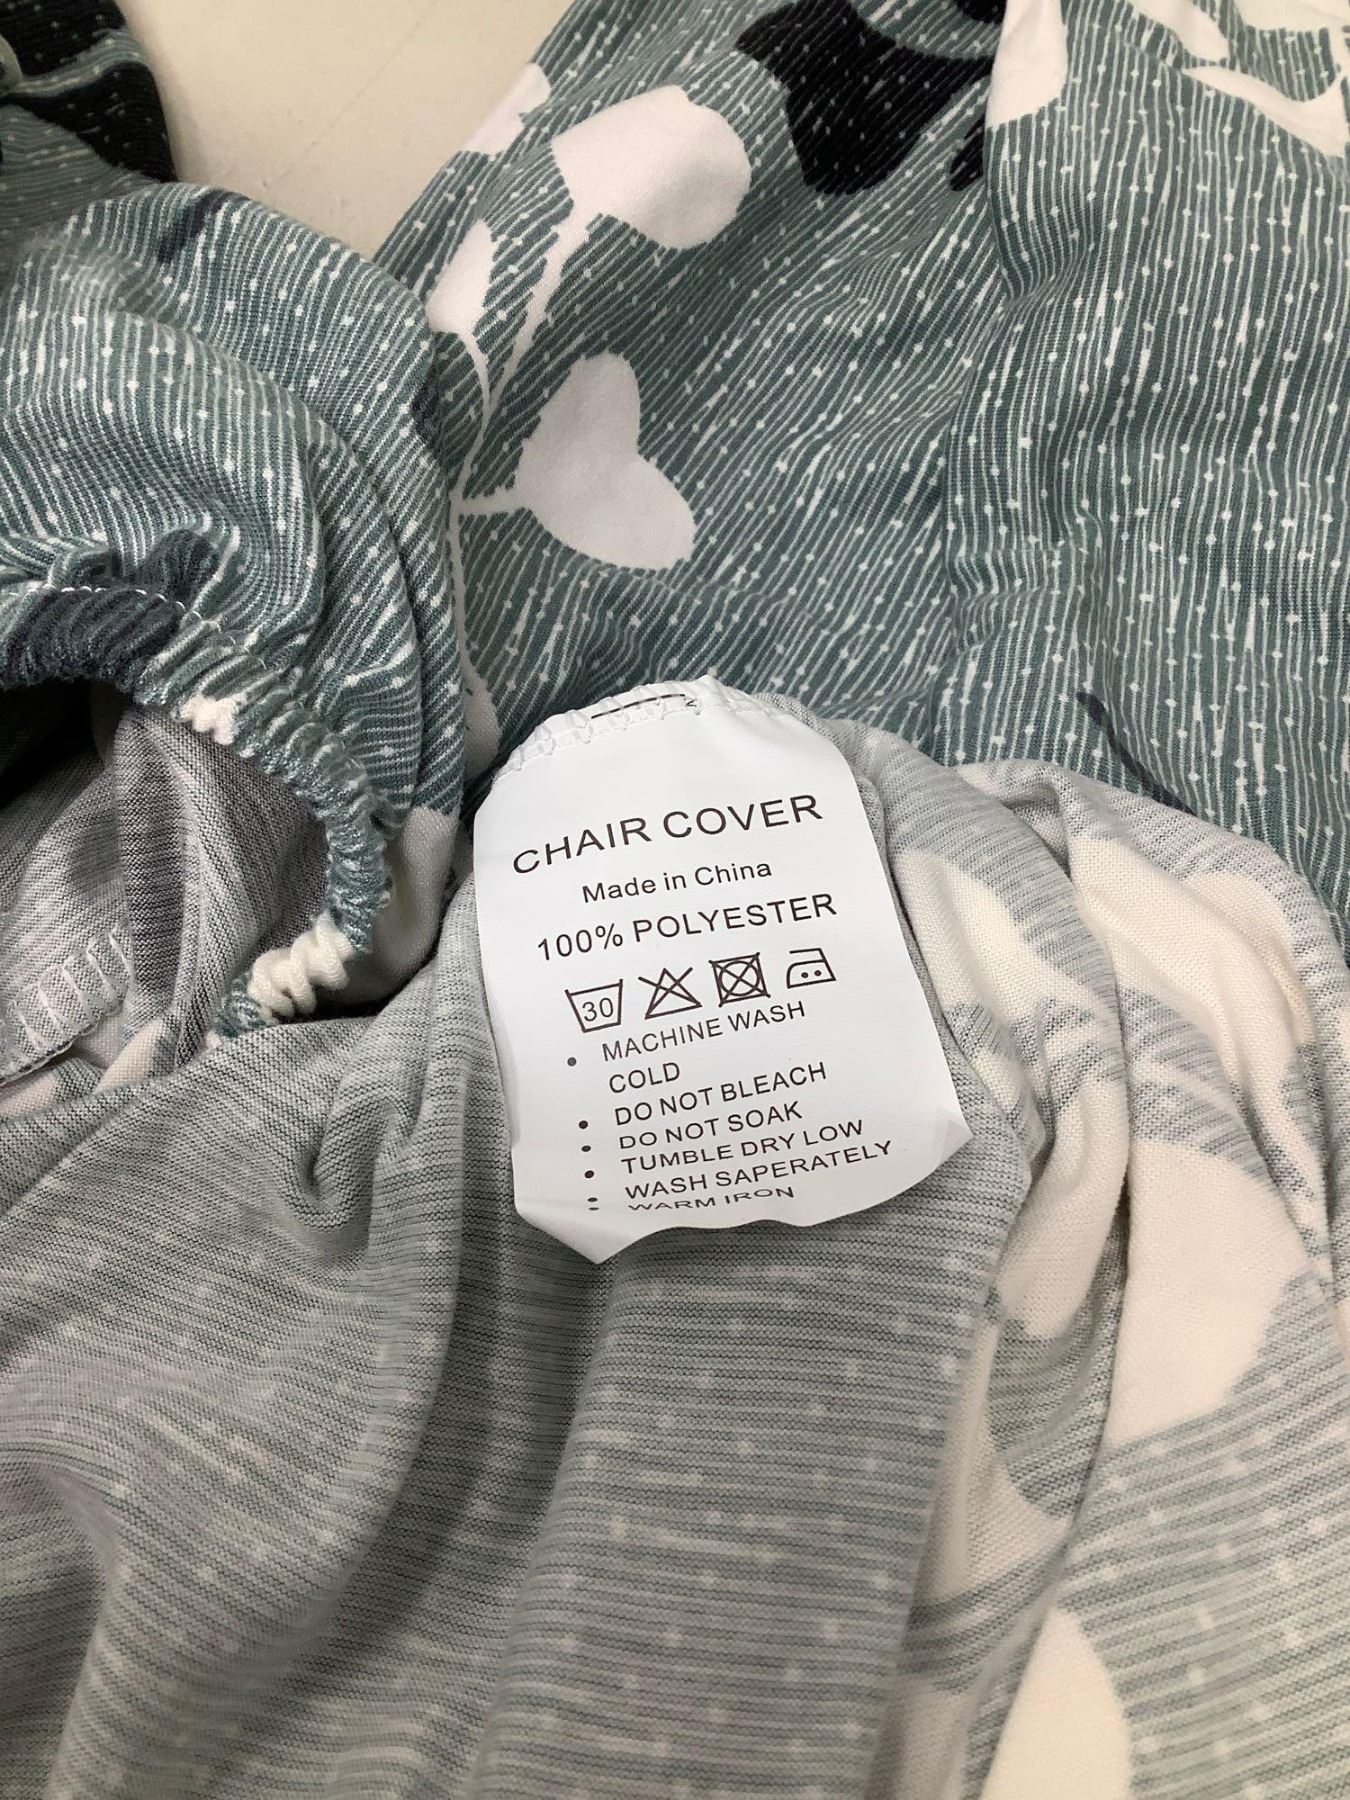 CHAIR COVER
Made in China
100% POLYESTER
30
• MACHINE WASH
COLD
• DO NOT BLEACH
• DO NOT SOAK
• TUMBLE DRY LOW
• WASH SAPERATELY
• WARM IRON